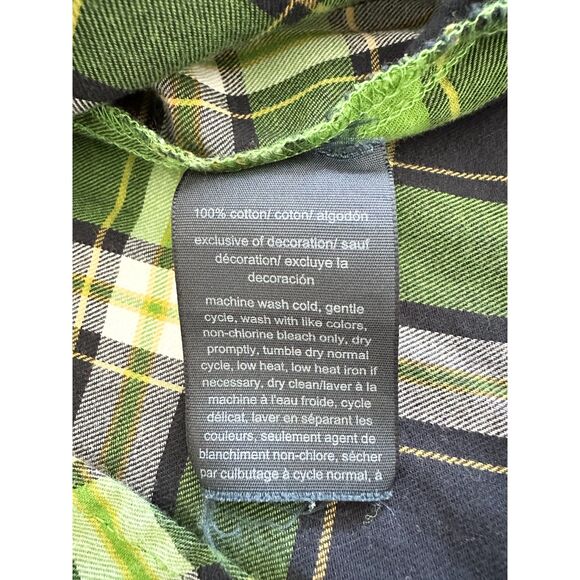 100% cotton/ coton/ algodón
exclusive of decoration/ sauf
décoration/ excluye la
decoración
machine wash cold, gentle
cycle, wash with like colors,
non-chlorine bleach only, dry
promptly, tumble dry normal
cycle, low heat, low heat iron if
necessary, dry clean/laver à la
machine à l'eau froide, cycle
délicat, laver en séparant les
couleurs, seulement agent de
blanchiment non-chlore, sécher
par culbutage à cycle normal, à